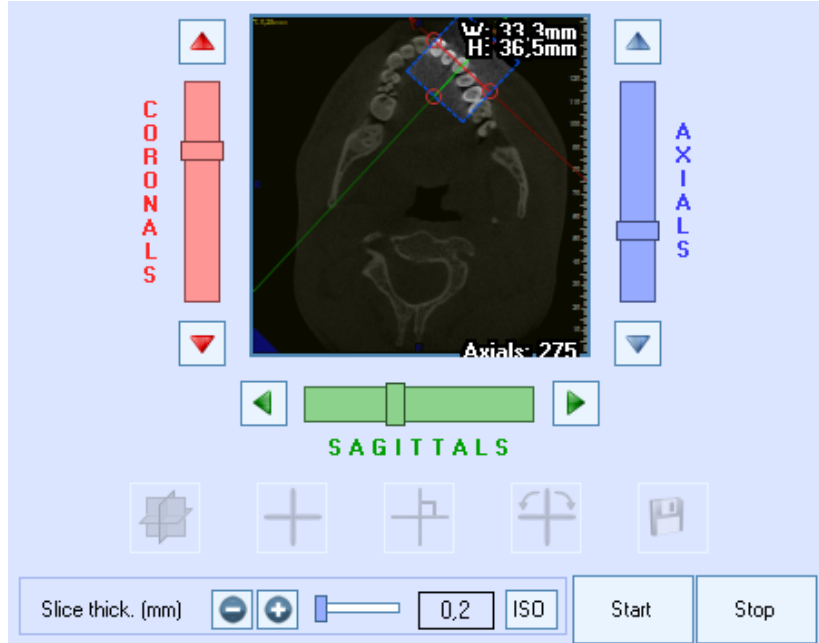 W: 33,3mm
H: 36,5mm
CORONALS
AXIALS
Axials: 275
SAGITTALS
Slice thick. (mm)
0,2
ISO
Start
Stop